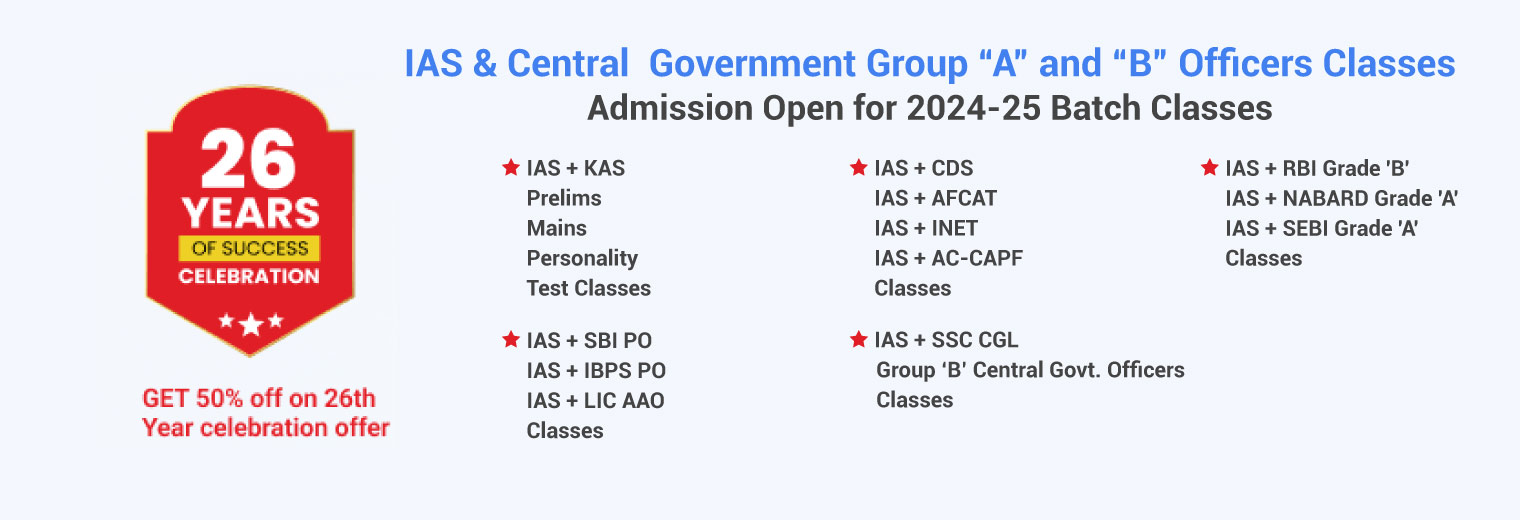 26
YEARS
OF SUCCESS
CELEBRATION
GET 50% off on 26th
Year celebration offer
IAS & Central  Government Group “A” and “B” Officers Classes
Admission Open for 2024-25 Batch Classes
IAS + KAS
Prelims
Mains
Personality
Test Classes
IAS + CDS
IAS + AFCAT
IAS + INET
IAS + AC-CAPF
Classes
IAS + RBI Grade 'B'
IAS + NABARD Grade 'A'
IAS + SEBI Grade 'A'
Classes
IAS + SBI PO
IAS + IBPS PO
IAS + LIC AAO
Classes
IAS + SSC CGL
Group ‘B’ Central Govt. Officers
Classes